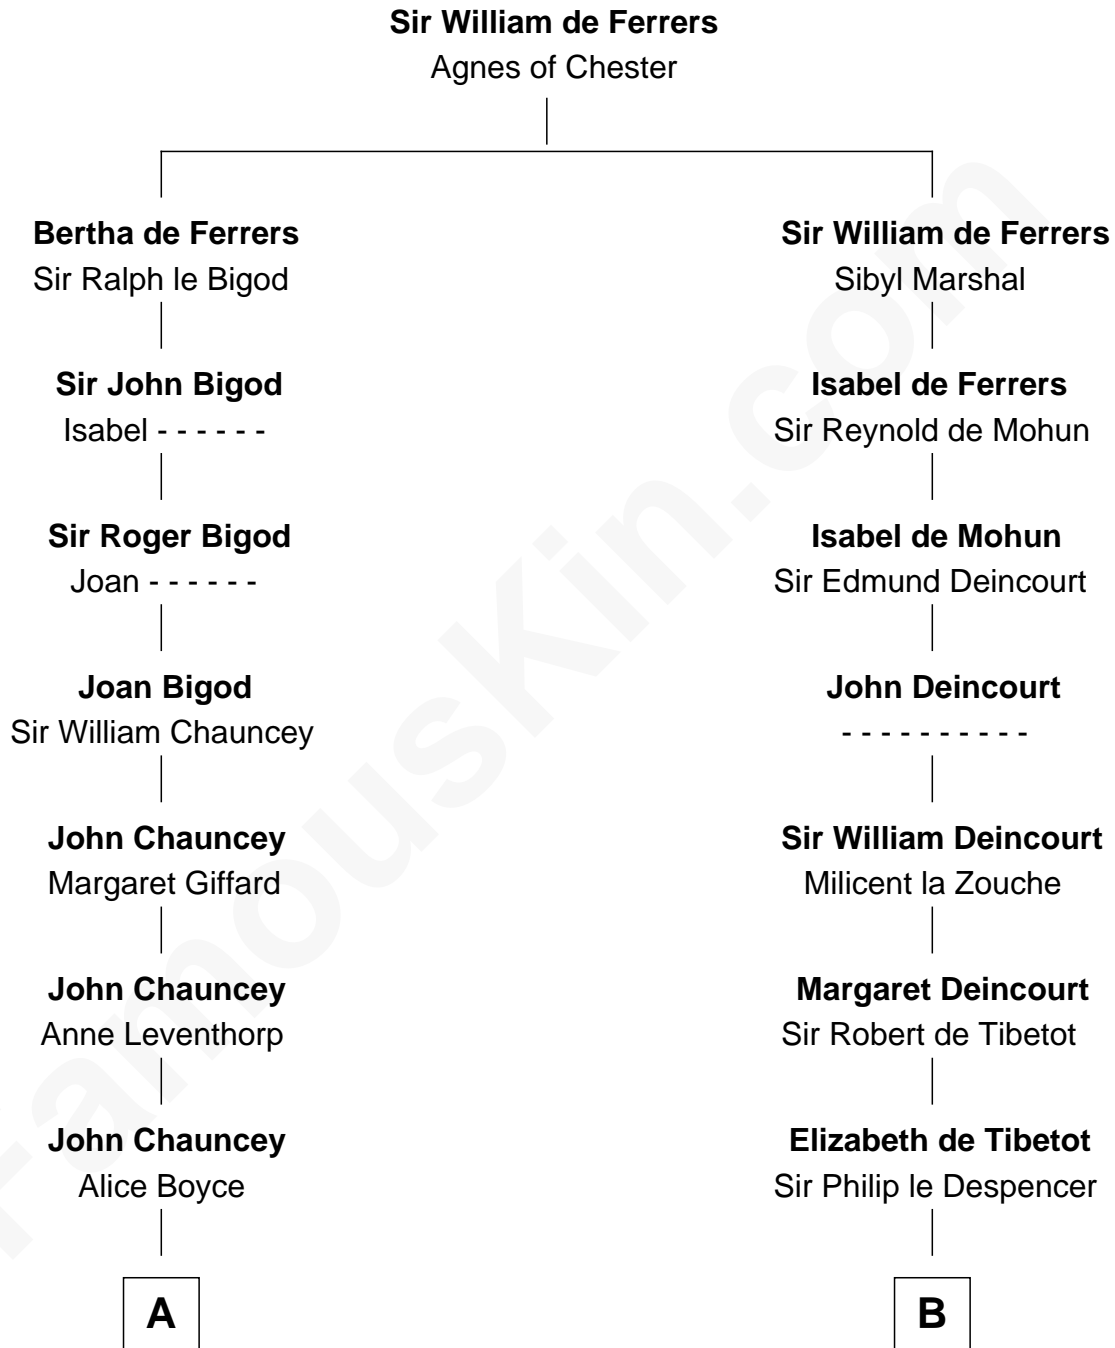 Sir William de Ferrers
Agnes of Chester
Bertha de Ferrers
Sir Ralph le Bigod
Sir William de Ferrers
Sibyl Marshal
Sir John Bigod
Isabel - - - - - -
Isabel de Ferrers
Sir Reynold de Mohun
Sir Roger Bigod
Joan - - - - - -
Isabel de Mohun
Sir Edmund Deincourt
Joan Bigod
Sir William Chauncey
John Deincourt
- - - - - - - - - -
John Chauncey
Margaret Giffard
Sir William Deincourt
Milicent la Zouche
John Chauncey
Anne Leventhorp
Margaret Deincourt
Sir Robert de Tibetot
John Chauncey
Alice Boyce
Elizabeth de Tibetot
Sir Philip le Despencer
A
B
FamousKin.com